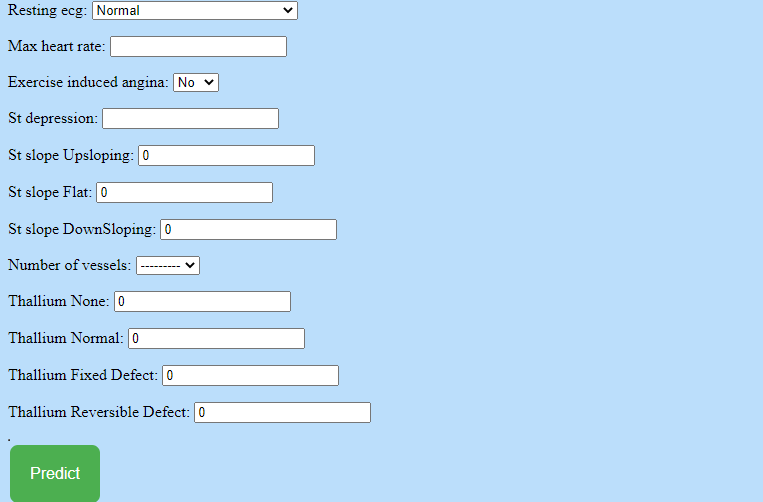 Resting ecg: Normal
Max heart rate:
Exercise induced angina: No
St depression:
St slope Upsloping: 0
St slope Flat: 0
St slope DownSloping: 0
Number of vessels: ---------
Thallium None: 0
Thallium Normal: 0
Thallium Fixed Defect: 0
Thallium Reversible Defect: 0
.
Predict